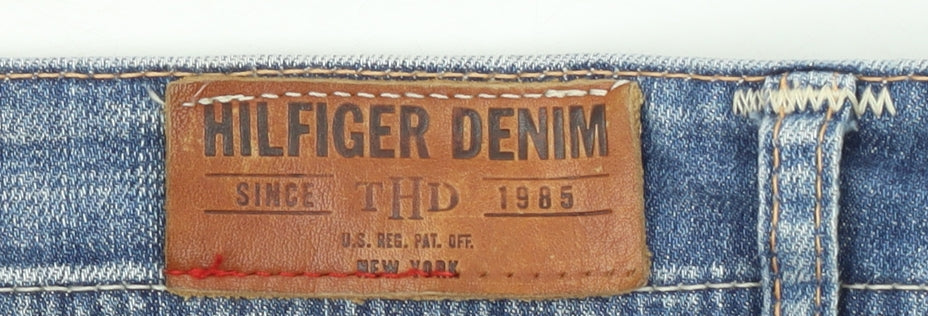 HILFIGER DENIM
SINCE THD 1985
U.S. REG. PAT. OFF.
NEW YORK